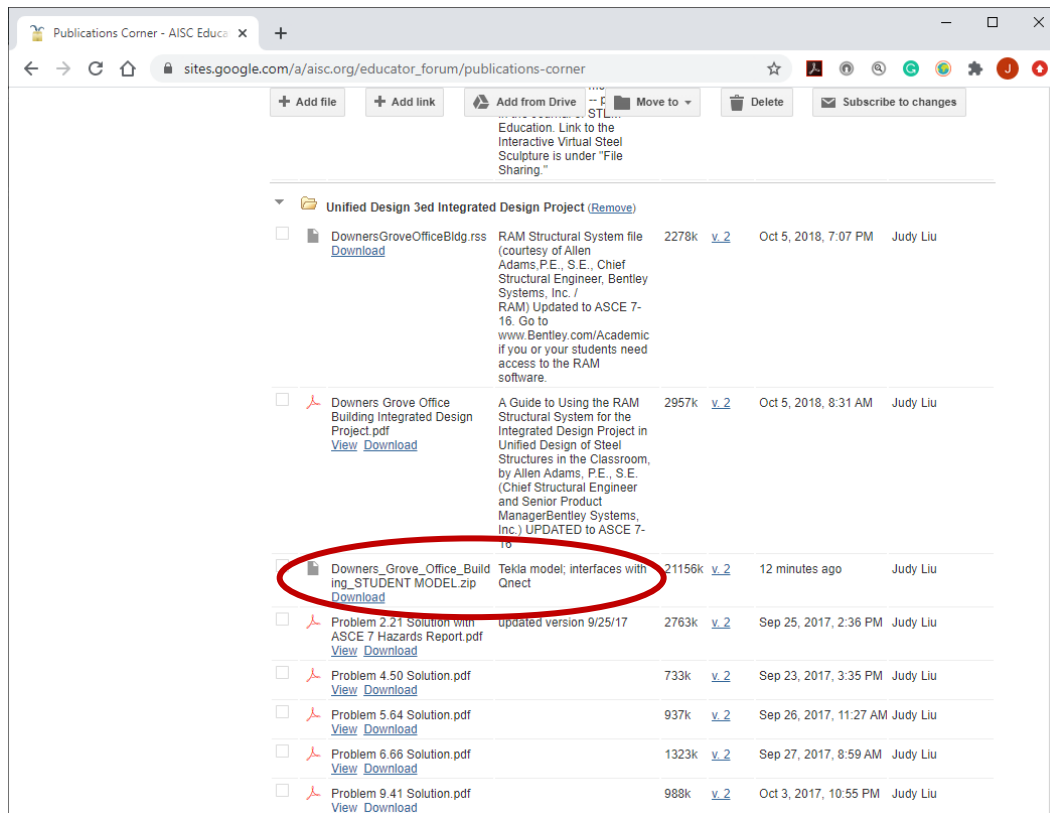 Publications Corner - AISC Educa
sites.google.com/a/aisc.org/educator_forum/publications-corner
J
Add file
Add link
Add from Drive
Move to
Delete
Subscribe to changes
in the Journal of STEM
Education. Link to the
Interactive Virtual Steel
Sculpture is under "File
Sharing."
Unified Design 3ed Integrated Design Project (Remove)
DownersGroveOfficeBldg.rss
Download
RAM Structural System file
(courtesy of Allen
Adams,P.E., S.E., Chief
Structural Engineer, Bentley
Systems, Inc. /
RAM) Updated to ASCE 7-
16. Go to
www.Bentley.com/Academic
if you or your students need
access to the RAM
software.
2278k
v. 2
Oct 5, 2018, 7:07 PM
Judy Liu
Downers Grove Office
Building Integrated Design
Project.pdf
View Download
A Guide to Using the RAM
Structural System for the
Integrated Design Project in
Unified Design of Steel
Structures in the Classroom,
by Allen Adams, P.E., S.E.
(Chief Structural Engineer
and Senior Product
ManagerBentley Systems,
Inc.) UPDATED to ASCE 7-
16
2957k
v. 2
Oct 5, 2018, 8:31 AM
Judy Liu
Downers_Grove_Office_Build
ing_STUDENT MODEL.zip
Download
Tekla model; interfaces with
Qnect
21156k
v. 2
12 minutes ago
Judy Liu
Problem 2.21 Solution with
ASCE 7 Hazards Report.pdf
View Download
updated version 9/25/17
2763k
v. 2
Sep 25, 2017, 2:36 PM
Judy Liu
Problem 4.50 Solution.pdf
View Download
733k
v. 2
Sep 23, 2017, 3:35 PM
Judy Liu
Problem 5.64 Solution.pdf
View Download
937k
v. 2
Sep 26, 2017, 11:27 AM
Judy Liu
Problem 6.66 Solution.pdf
View Download
1323k
v. 2
Sep 27, 2017, 8:59 AM
Judy Liu
Problem 9.41 Solution.pdf
View Download
988k
v. 2
Oct 3, 2017, 10:55 PM
Judy Liu